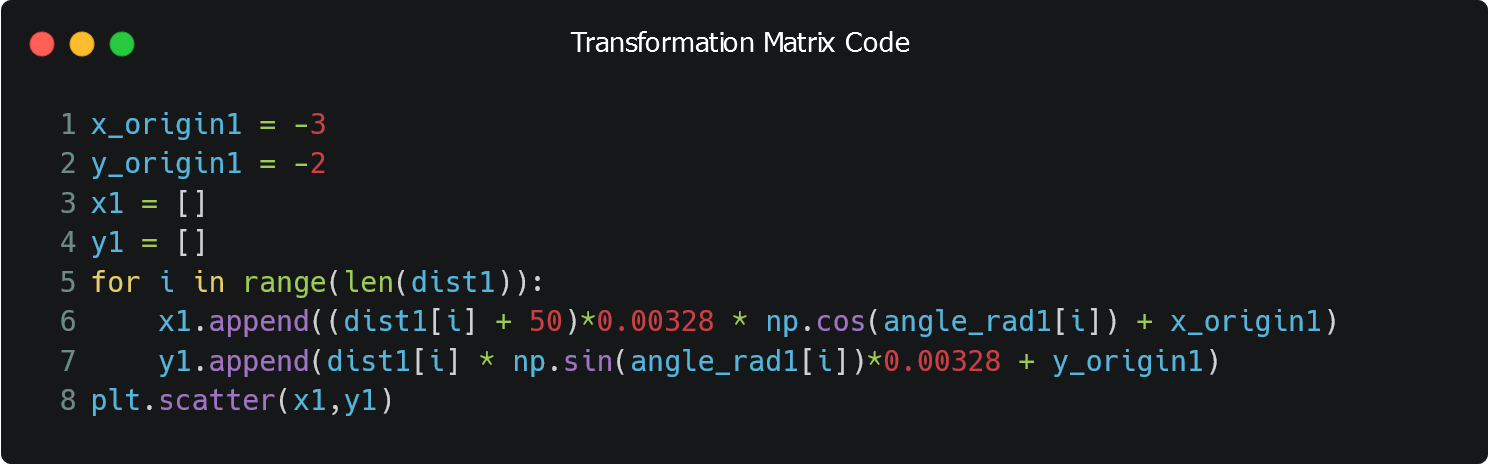 Transformation Matrix Code
1 x_origin1 = -3
2 y_origin1 = -2
3 x1 = []
4 y1 = []
5 for i in range(len(dist1)):
6     x1.append((dist1[i] + 50)*0.00328 * np.cos(angle_rad1[i]) + x_origin1)
7     y1.append(dist1[i] * np.sin(angle_rad1[i])*0.00328 + y_origin1)
8 plt.scatter(x1,y1)